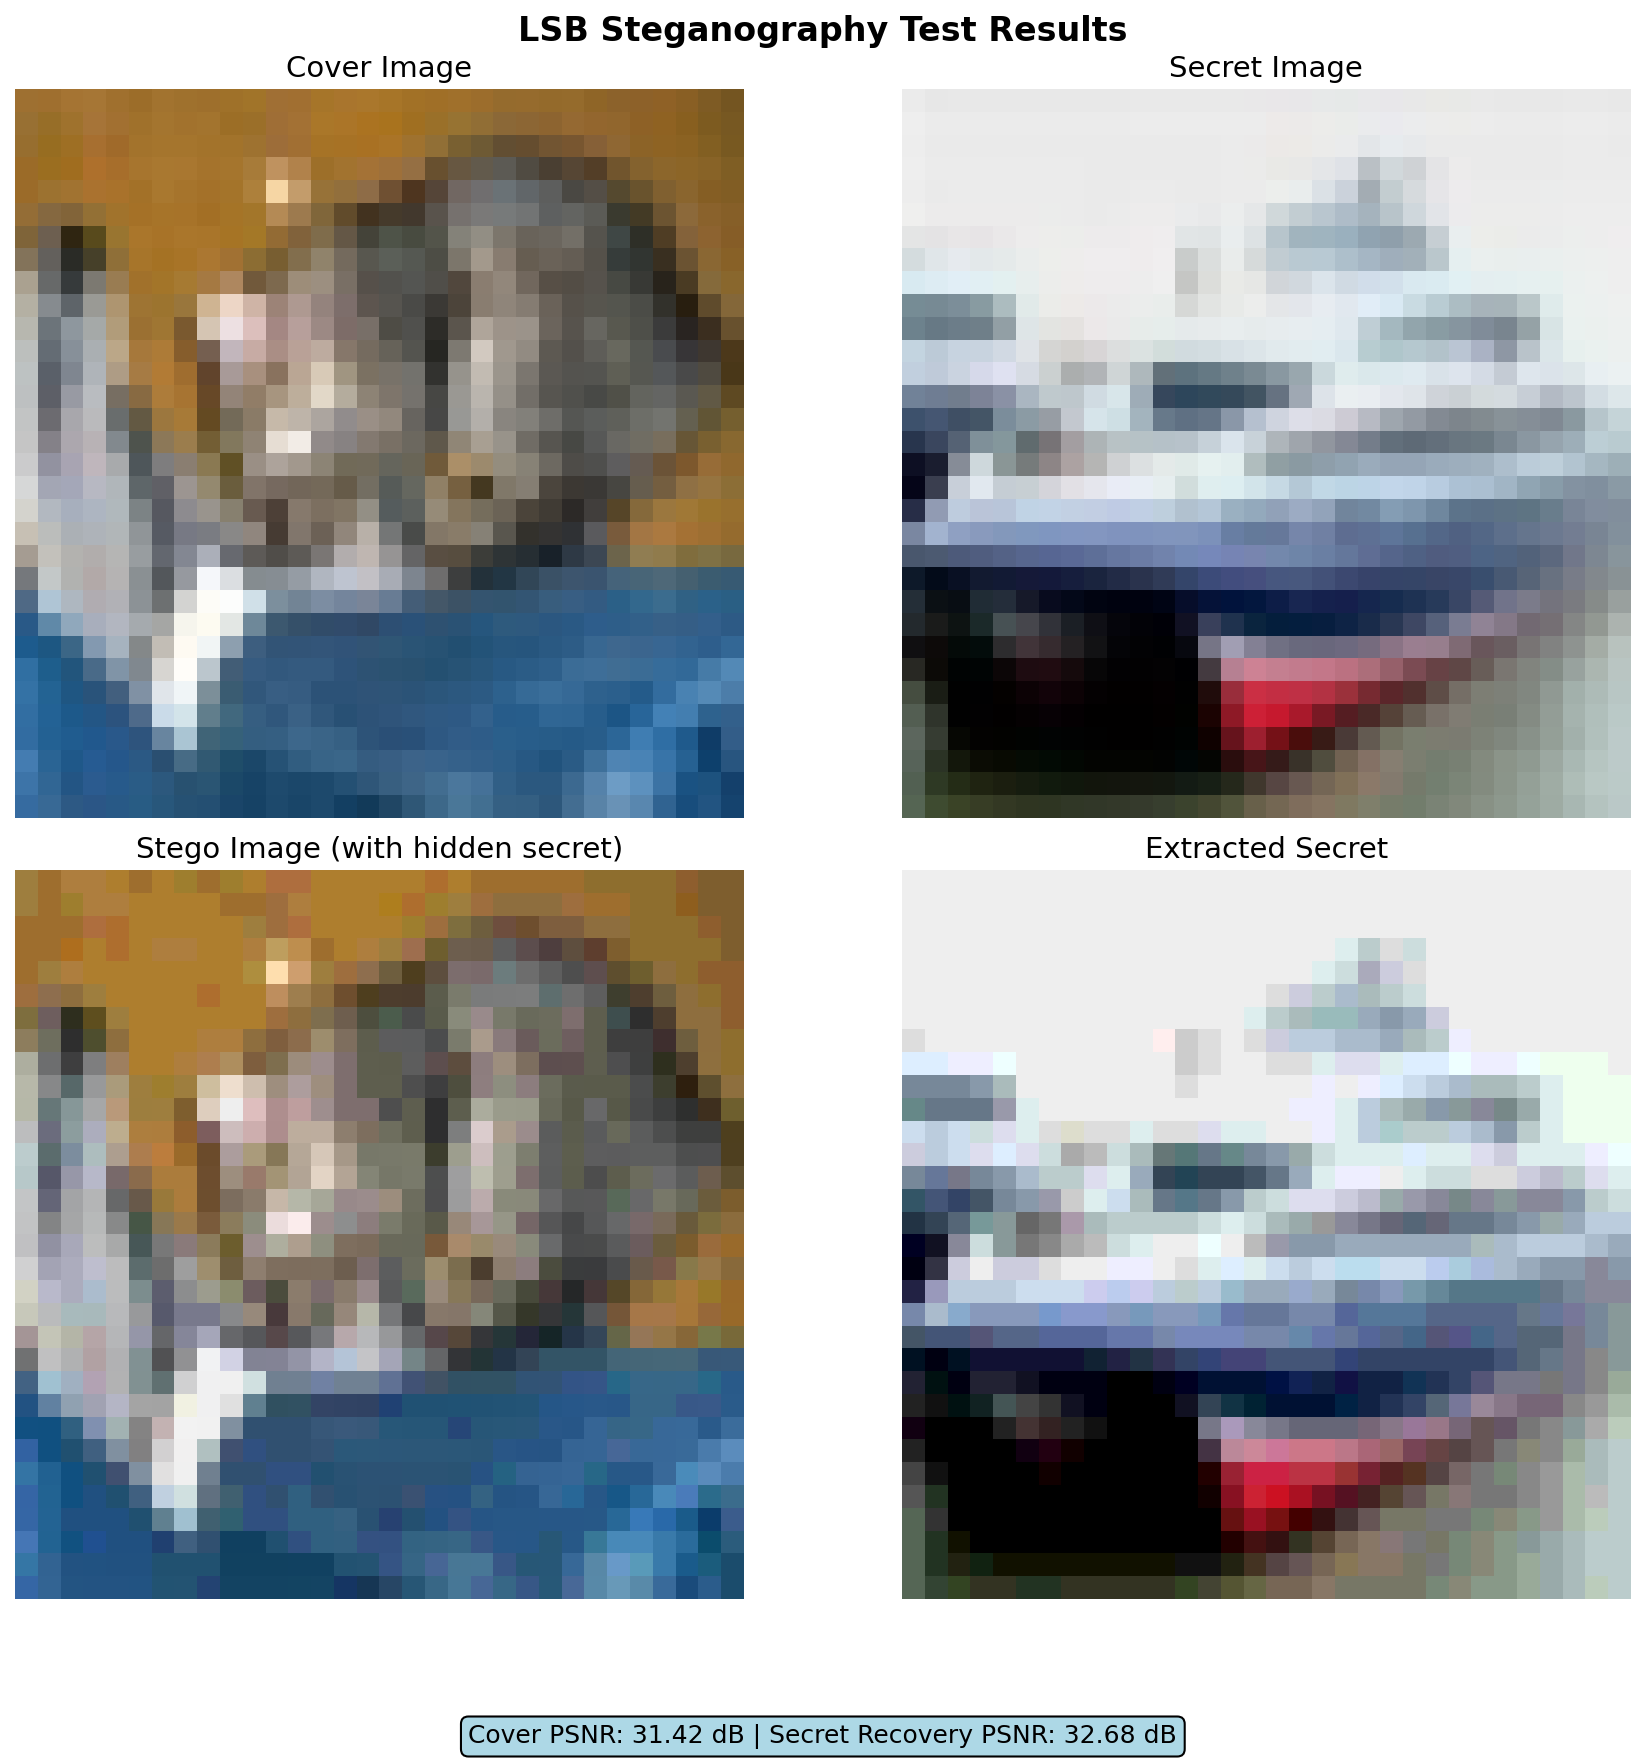 LSB Steganography Test Results
Cover Image
Secret Image
Stego Image (with hidden secret)
Extracted Secret
Cover PSNR: 31.42 dB | Secret Recovery PSNR: 32.68 dB